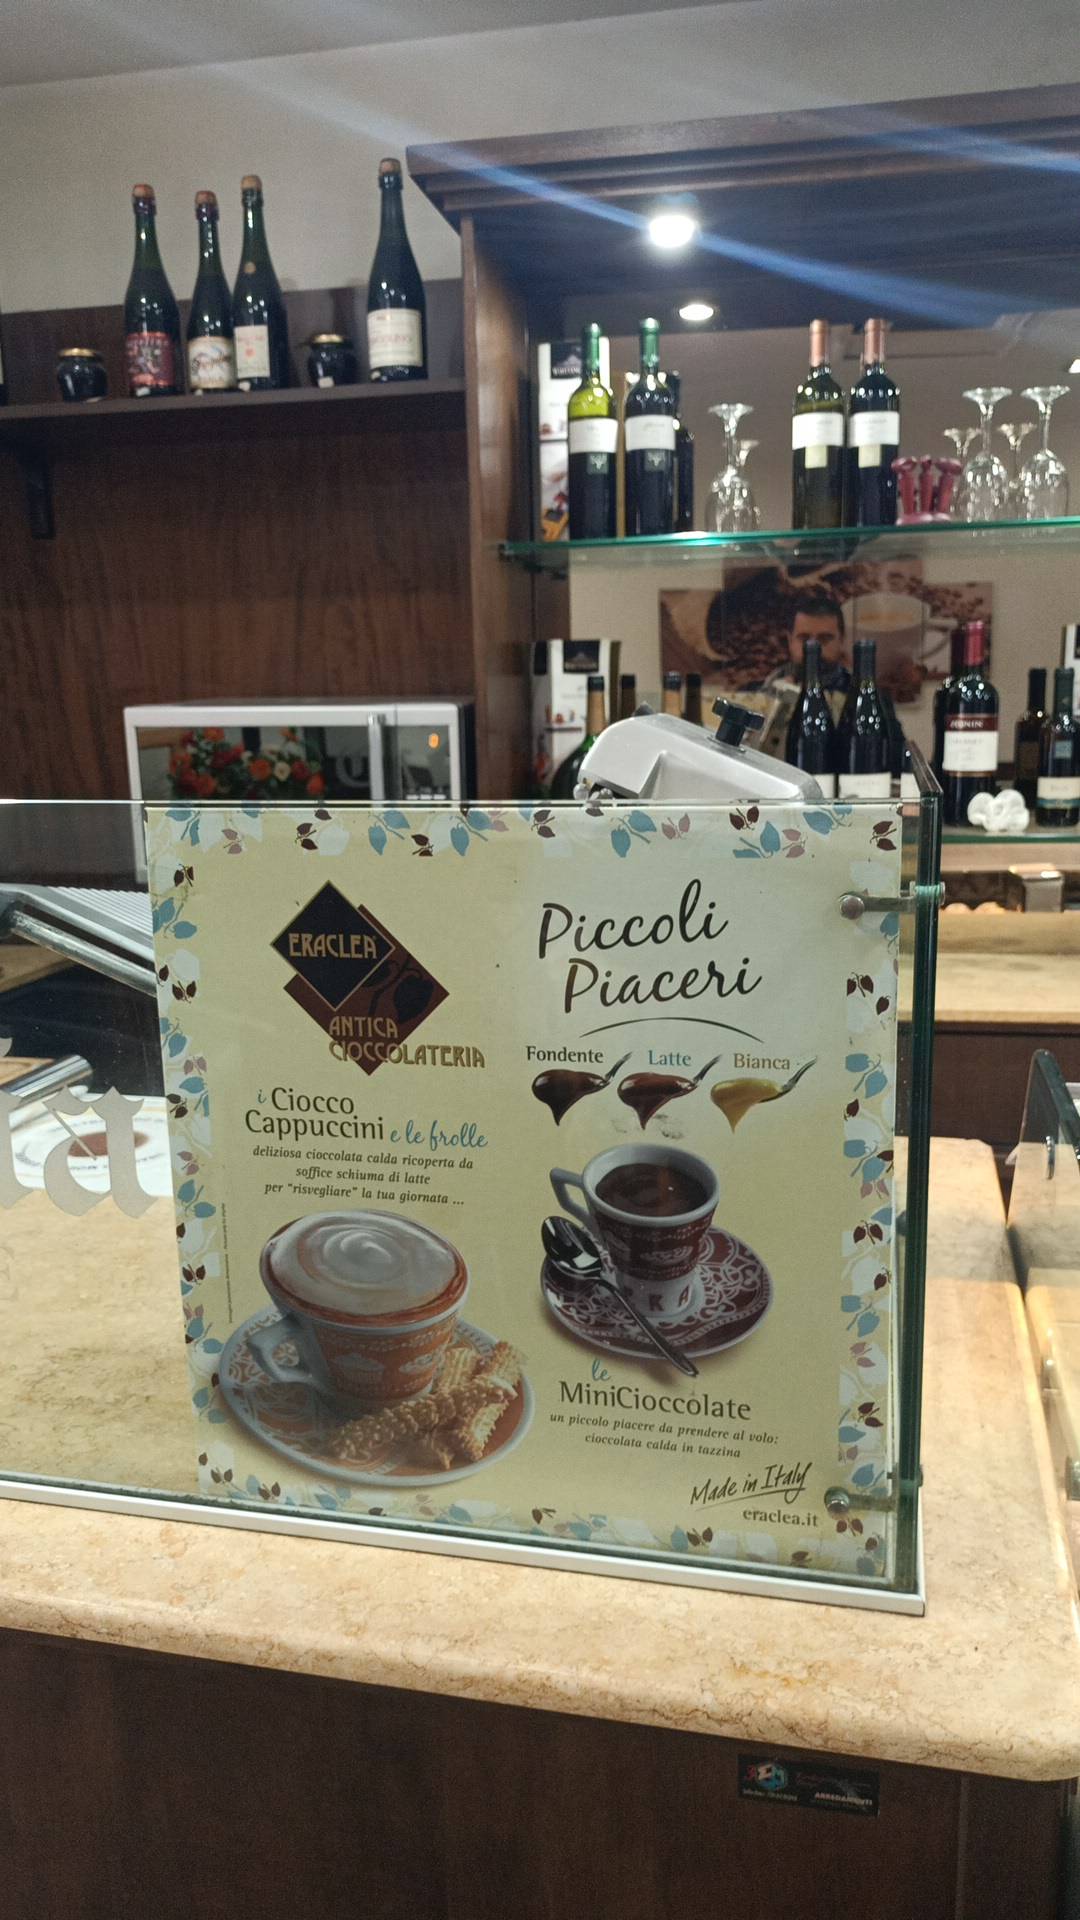 ERACLEA
ANTICA
CIOCCOLATERIA
i Ciocco
Cappuccini e le frolle
deliziosa cioccolata calda ricoperta da
soffice schiuma di latte
per "risvegliare" la tua giornata ...
Piccoli
Piaceri
Fondente Latte Bianca
le
MiniCioccolate
un piccolo piacere da prendere al volo:
cioccolata calda in tazzina
Made in Italy
eraclea.it
ARREDAMENTI